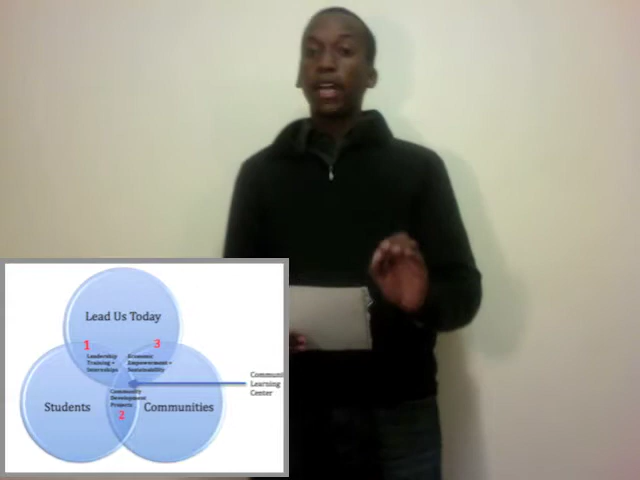 Lead Us Today
1
3
Leadership
Training +
Internships
Economic
Empowerment +
Sustainability
Communi
Learning
Center
Community
Development
Projects
2
Students
Communities